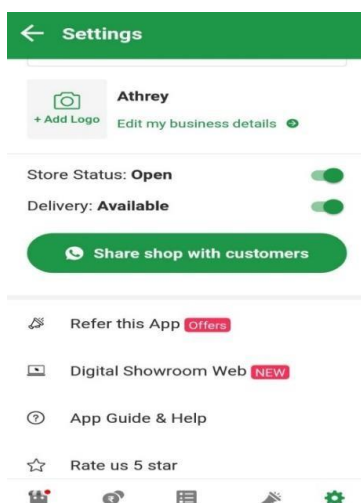 Settings
Athrey
+ Add Logo
Edit my business details
Store Status: Open
Delivery: Available
Share shop with customers
Refer this App Offers
Digital Showroom Web NEW
App Guide & Help
Rate us 5 star